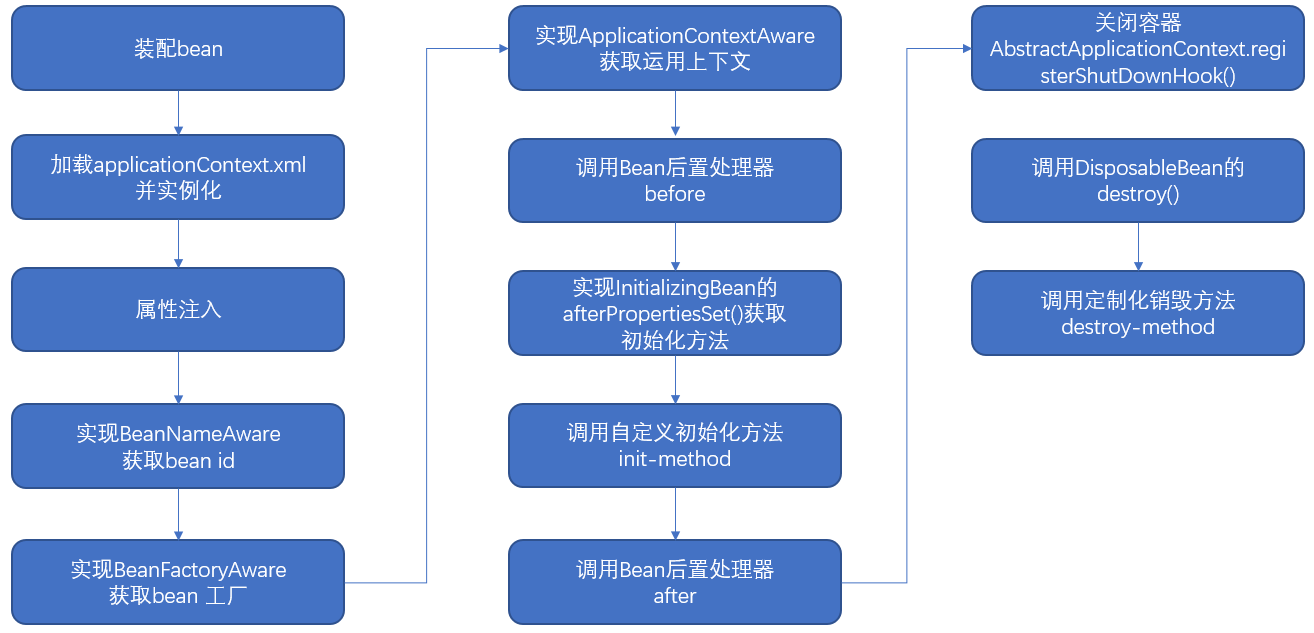 装配bean
加载applicationContext.xml
并实例化
属性注入
实现BeanNameAware
获取bean id
实现BeanFactoryAware
获取bean 工厂
实现ApplicationContextAware
获取运用上下文
调用Bean后置处理器
before
实现InitializingBean的
afterPropertiesSet()获取
初始化方法
调用自定义初始化方法
init-method
调用Bean后置处理器
after
关闭容器
AbstractApplicationContext.regi
sterShutDownHook()
调用DisposableBean的
destroy()
调用定制化销毁方法
destroy-method